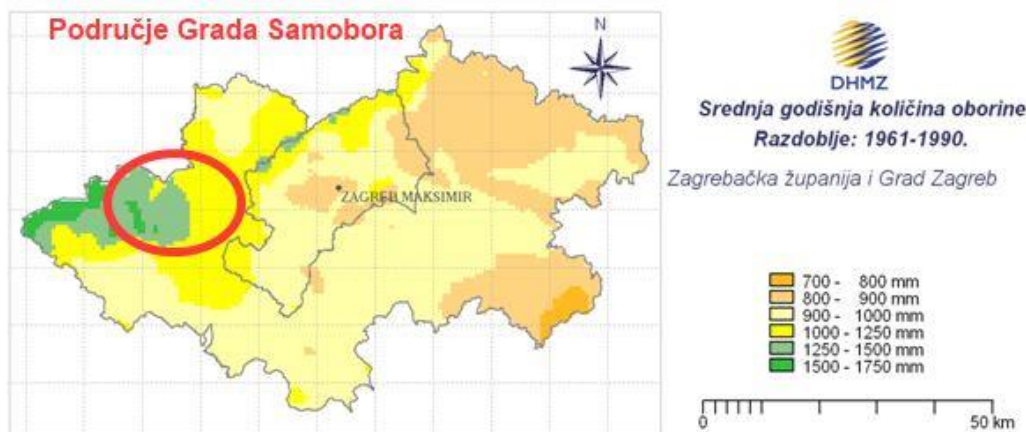 Područje Grada Samobora
N
ZAGREB MAKSIMIR
DHMZ
Srednja godišnja količina oborine
Razdoblje: 1961-1990.
Zagrebačka županija i Grad Zagreb
700 - 800 mm
800 - 900 mm
900 - 1000 mm
1000 - 1250 mm
1250 - 1500 mm
1500 - 1750 mm
0 50 km